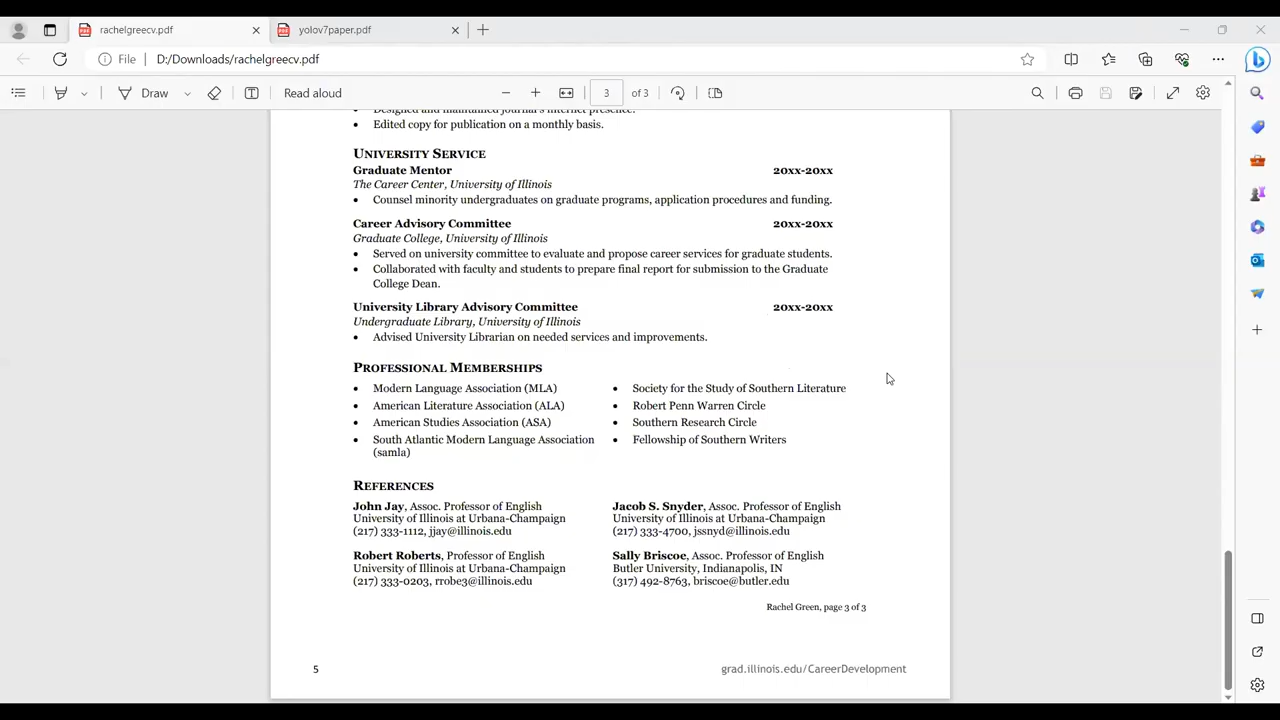 rachelgreecv.pdf
yolov7paper.pdf
File D:/Downloads/rachelgreecv.pdf
Draw Read aloud 3 of 3
Designed and maintained journal's internet presence.
• Edited copy for publication on a monthly basis.
UNIVERSITY SERVICE
Graduate Mentor 20xx-20xx
The Career Center, University of Illinois
• Counsel minority undergraduates on graduate programs, application procedures and funding.
Career Advisory Committee 20xx-20xx
Graduate College, University of Illinois
• Served on university committee to evaluate and propose career services for graduate students.
• Collaborated with faculty and students to prepare final report for submission to the Graduate
College Dean.
University Library Advisory Committee 20xx-20xx
Undergraduate Library, University of Illinois
• Advised University Librarian on needed services and improvements.
PROFESSIONAL MEMBERSHIPS
• Modern Language Association (MLA)
• American Literature Association (ALA)
• American Studies Association (ASA)
• South Atlantic Modern Language Association
(samla)
• Society for the Study of Southern Literature
• Robert Penn Warren Circle
• Southern Research Circle
• Fellowship of Southern Writers
REFERENCES
John Jay, Assoc. Professor of English
University of Illinois at Urbana-Champaign
(217) 333-1112, jjay@illinois.edu
Jacob S. Snyder, Assoc. Professor of English
University of Illinois at Urbana-Champaign
(217) 333-4700, jssnyd@illinois.edu
Robert Roberts, Professor of English
University of Illinois at Urbana-Champaign
(217) 333-0203, rrobe3@illinois.edu
Sally Briscoe, Assoc. Professor of English
Butler University, Indianapolis, IN
(317) 492-8763, briscoe@butler.edu
Rachel Green, page 3 of 3
5
grad.illinois.edu/CareerDevelopment